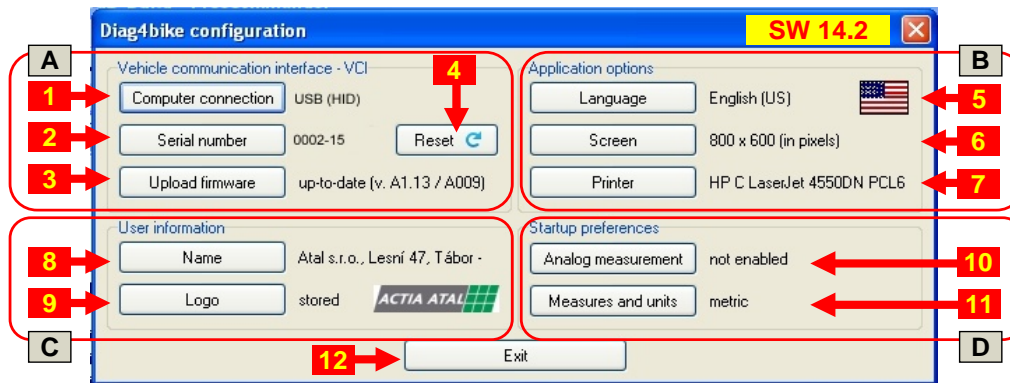 Diag4bike configuration
SW 14.2
A
Vehicle communication interface - VCI
4
Application options
B
1
Computer connection
USB (HID)
Language
English (US)
5
2
Serial number
0002-15
Reset
Screen
800 x 600 (in pixels)
6
3
Upload firmware
up-to-date (v. A1.13 / A009)
Printer
HP C LaserJet 4550DN PCL6
7
User information
Startup preferences
8
Name
Atal s.r.o., Lesní 47, Tábor -
Analog measurement
not enabled
10
9
Logo
stored
ACTIA ATAL
Measures and units
metric
11
C
12
Exit
D